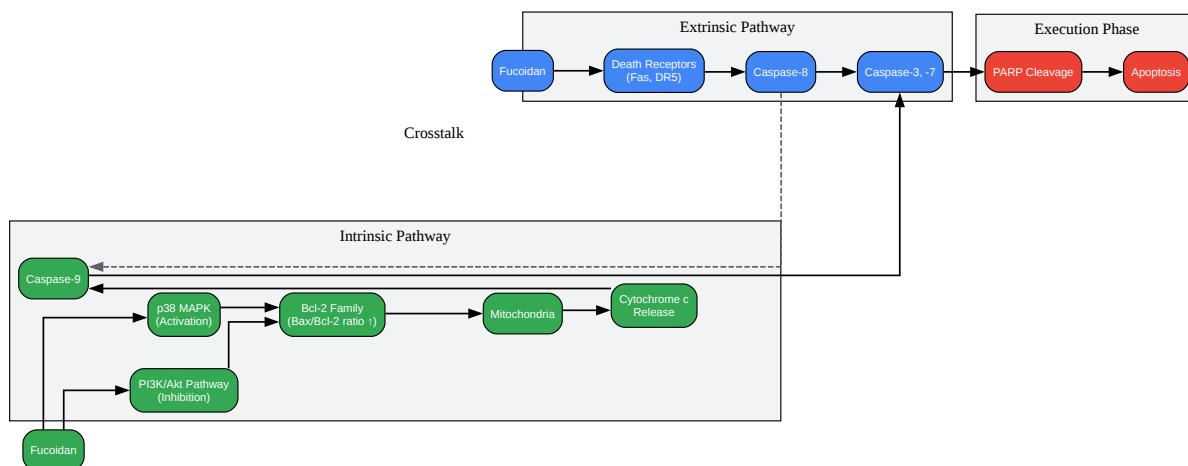 Extrinsic Pathway
Execution Phase
Fucoidan
Death Receptors
(Fas, DR5)
Caspase-8
Caspase-3, -7
PARP Cleavage
Apoptosis
Crosstalk
Intrinsic Pathway
Caspase-9
p38 MAPK
(Activation)
Bcl-2 Family
(Bax/Bcl-2 ratio ↑)
Mitochondria
Cytochrome c
Release
PI3K/Akt Pathway
(Inhibition)
Fucoidan